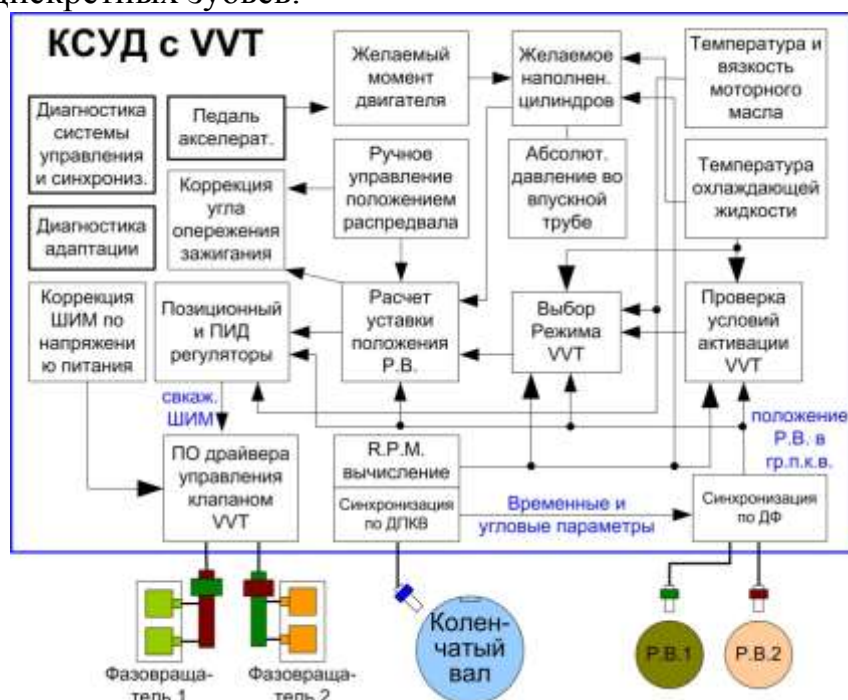 дискретных зубьев.
КСУД с VVT
Желаемый
момент
двигателя
Желаемое
наполнен.
цилиндров
Температура и
вязкость
моторного
масла
Диагностика
системы
управления
и синхрониз.
Педаль
акселерат.
Ручное
управление
положением
распредвала
Абсолют.
давление во
впускной
трубе
Температура
охлаждающей
жидкости
Коррекция
угла
опережения
зажигания
Диагностика
адаптации
Коррекция
ШИМ по
напряжени
ю питания
Позиционный
и ПИД
регуляторы
Расчет
уставки
положения
Р.В.
Выбор
Режима
VVT
Проверка
условий
активации
VVT
свкаж.
ШИМ
положение
Р.В. в
гр.п.к.в.
ПО драйвера
управления
клапаном
VVT
R.P.M.
вычисление
Синхронизация
по ДПКВ
Временные и
угловые параметры
Синхронизация
по ДФ
Колен-
чатый
вал
Р.В.1
Р.В.2
Фазовраща-
тель 1
Фазовраща-
тель 2